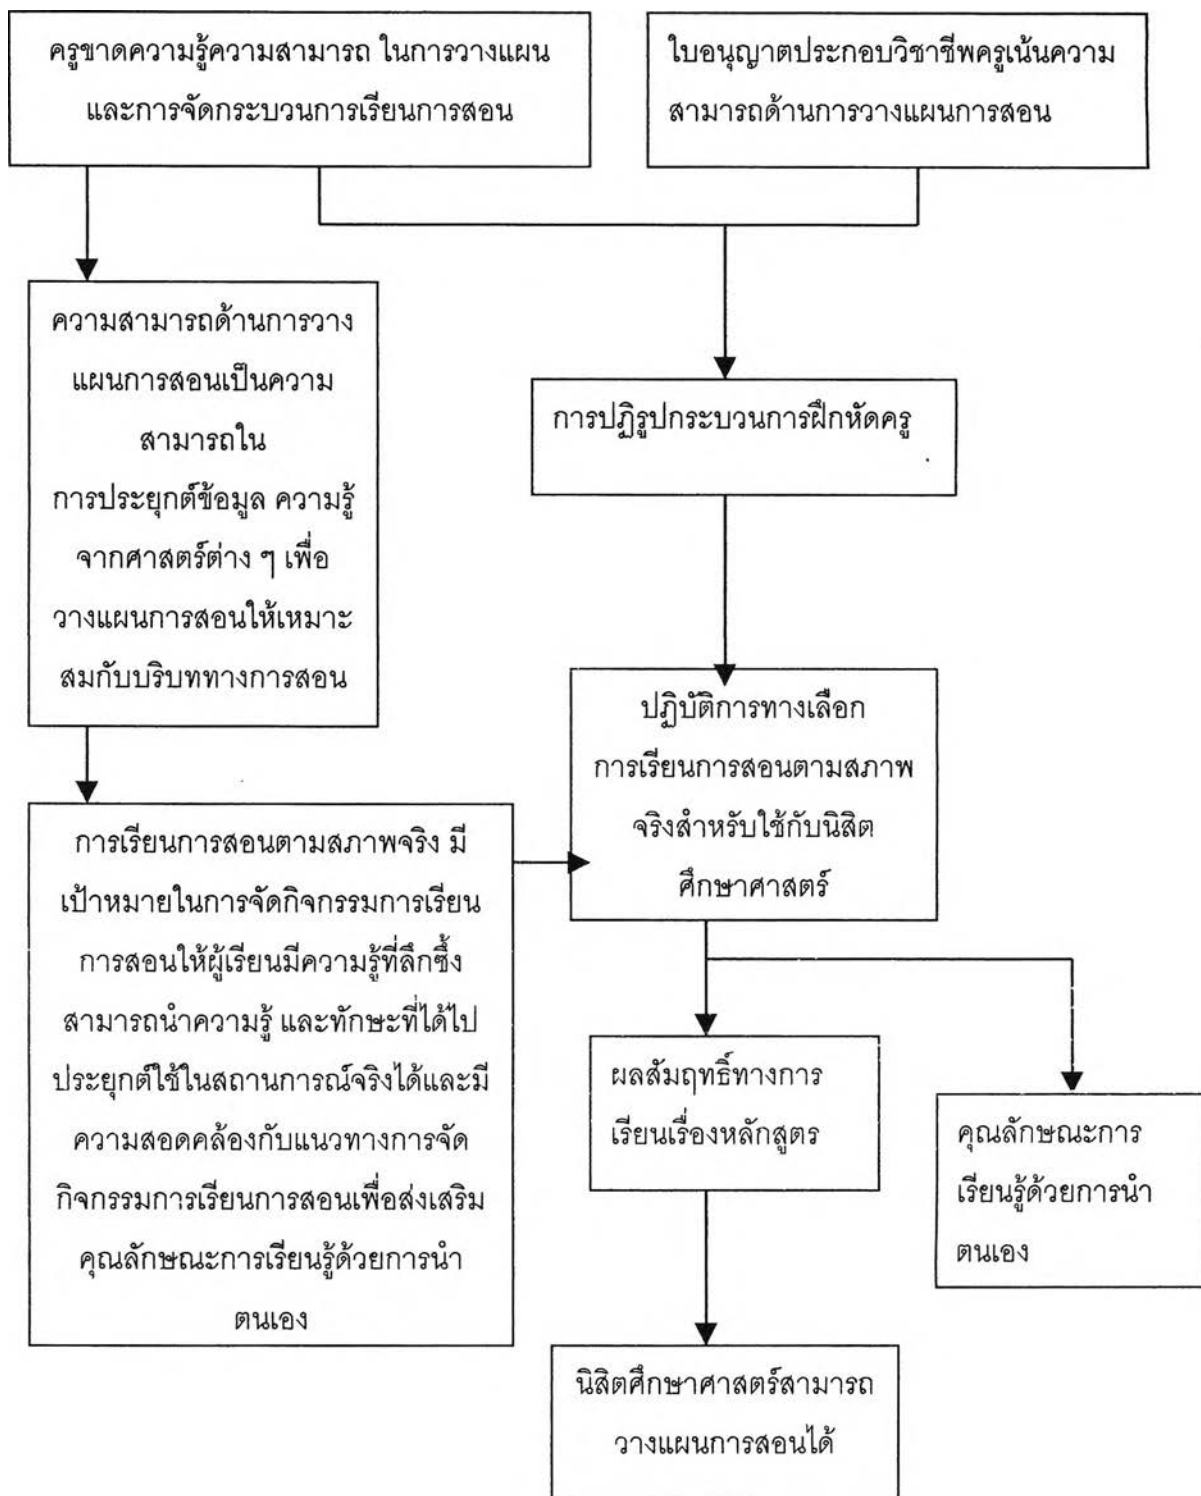 ครูขาดความรู้ความสามารถ ในการวางแผน
และการจัดกระบวนการเรียนการสอน
ใบอนุญาตประกอบวิชาชีพครูเน้นความ
สามารถด้านการวางแผนการสอน
ความสามารถด้านการวาง
แผนการสอนเป็นความ
สามารถใน
การประยุกต์ข้อมูล ความรู้
จากศาสตร์ต่าง ๆ เพื่อ
วางแผนการสอนให้เหมาะ
สมกับบริบททางการสอน
การปฏิรูปกระบวนการฝึกหัดครู
ปฏิบัติการทางเลือก
การเรียนการสอนตามสภาพ
จริงสำหรับใช้กับนิสิต
ศึกษาศาสตร์
การเรียนการสอนตามสภาพจริง มี
เป้าหมายในการจัดกิจกรรมการเรียน
การสอนให้ผู้เรียนมีความรู้ที่ลึกซึ้ง
สามารถนำความรู้ และทักษะที่ได้ไป
ประยุกต์ใช้ในสถานการณ์จริงได้และมี
ความสอดคล้องกับแนวทางการจัด
กิจกรรมการเรียนการสอนเพื่อส่งเสริม
คุณลักษณะการเรียนรู้ด้วยการนำ
ตนเอง
ผลสัมฤทธิ์ทางการ
เรียนเรื่องหลักสูตร
คุณลักษณะการ
เรียนรู้ด้วยการนำ
ตนเอง
นิสิตศึกษาศาสตร์สามารถ
วางแผนการสอนได้